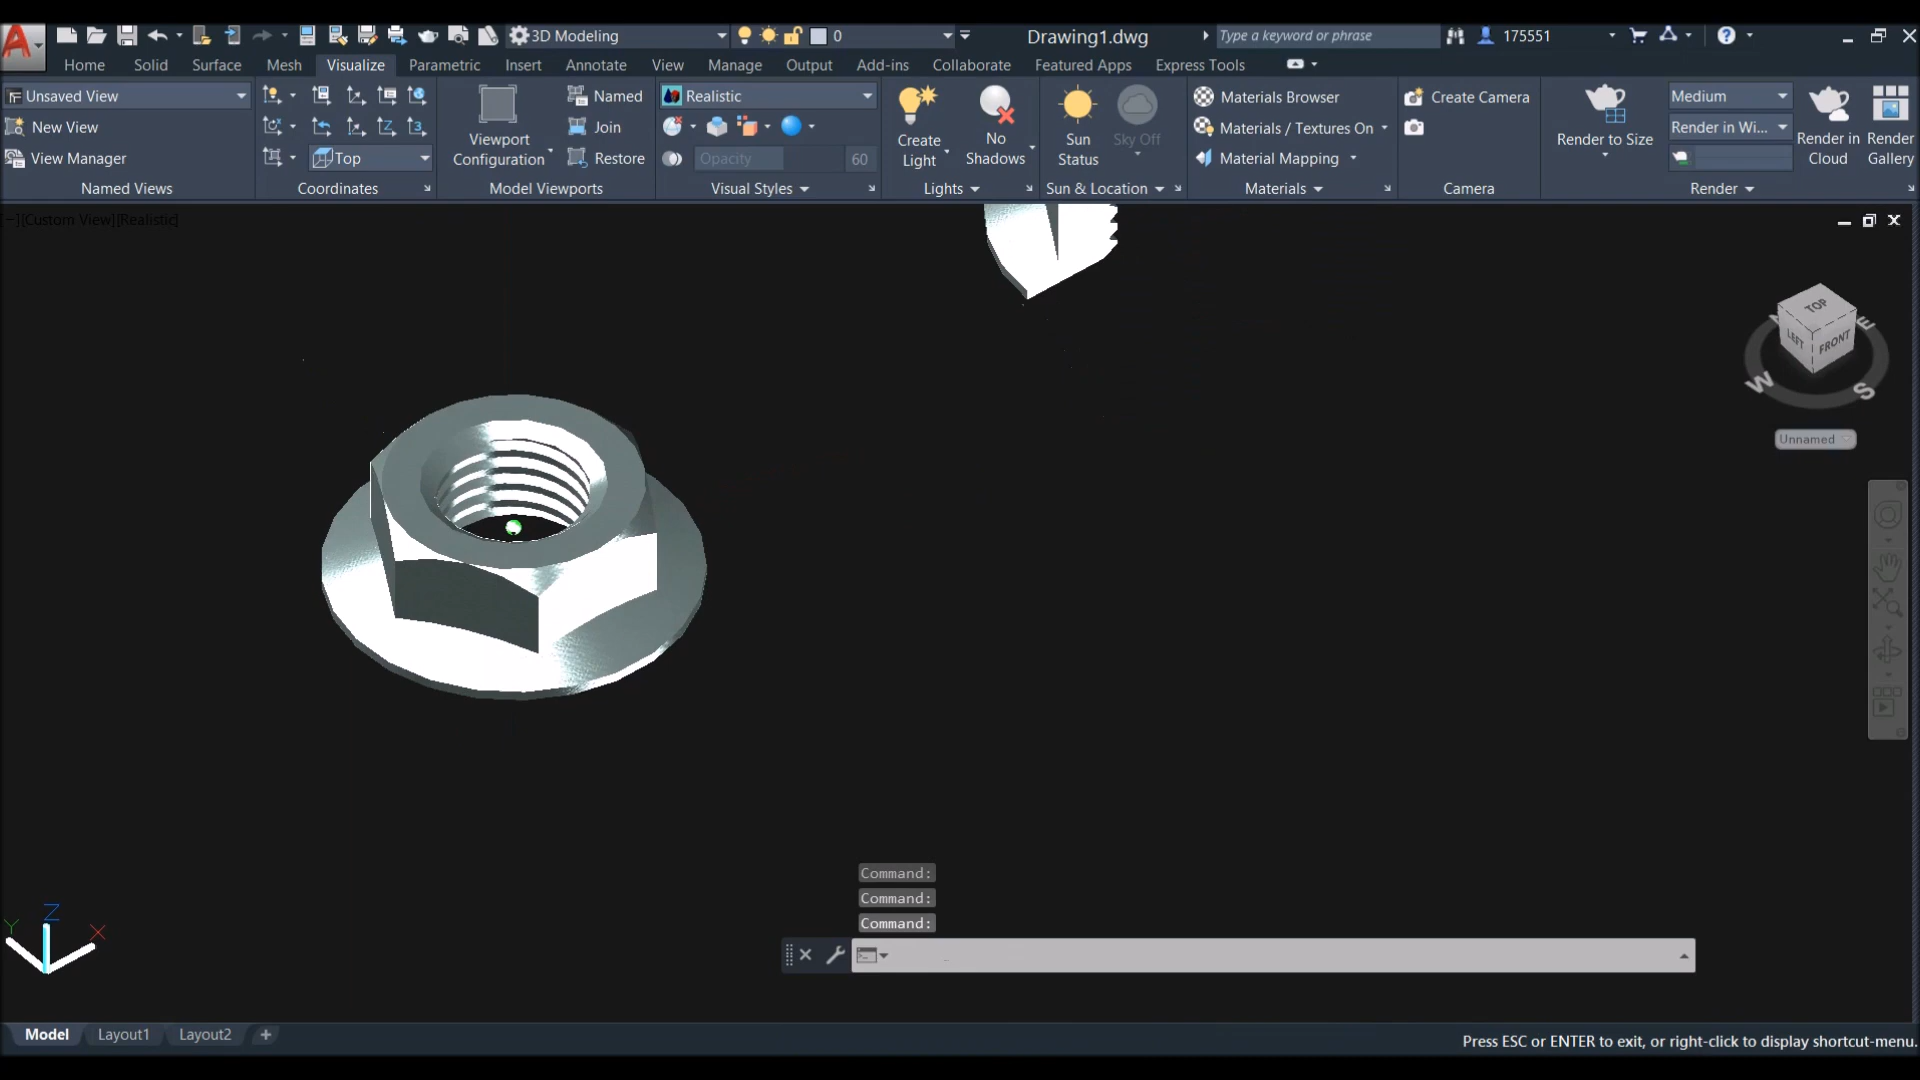 3D Modeling
0
Drawing1.dwg
Type a keyword or phrase
175551
Home Solid Surface Mesh Visualize Parametric Insert Annotate View Manage Output Add-ins Collaborate Featured Apps Express Tools
Unsaved View
New View
View Manager
Named Views
Top
Coordinates
Viewport
Configuration
Named
Join
Restore
Model Viewports
Realistic
Opacity 60
Visual Styles
Create
Light
No
Shadows
Lights
Sun
Status
Sky Off
Sun & Location
Materials Browser
Materials / Textures On
Material Mapping
Materials
Create Camera
Camera
Render to Size
Medium
Render in Wi...
Render in
Cloud
Render
Gallery
Render
[−][Custom View][Realistic]
TOP
LEFT
FRONT
E
W
S
Unnamed
Command:
Command:
Command:
Z
Y
X
Model Layout1 Layout2 +
Press ESC or ENTER to exit, or right-click to display shortcut-menu.